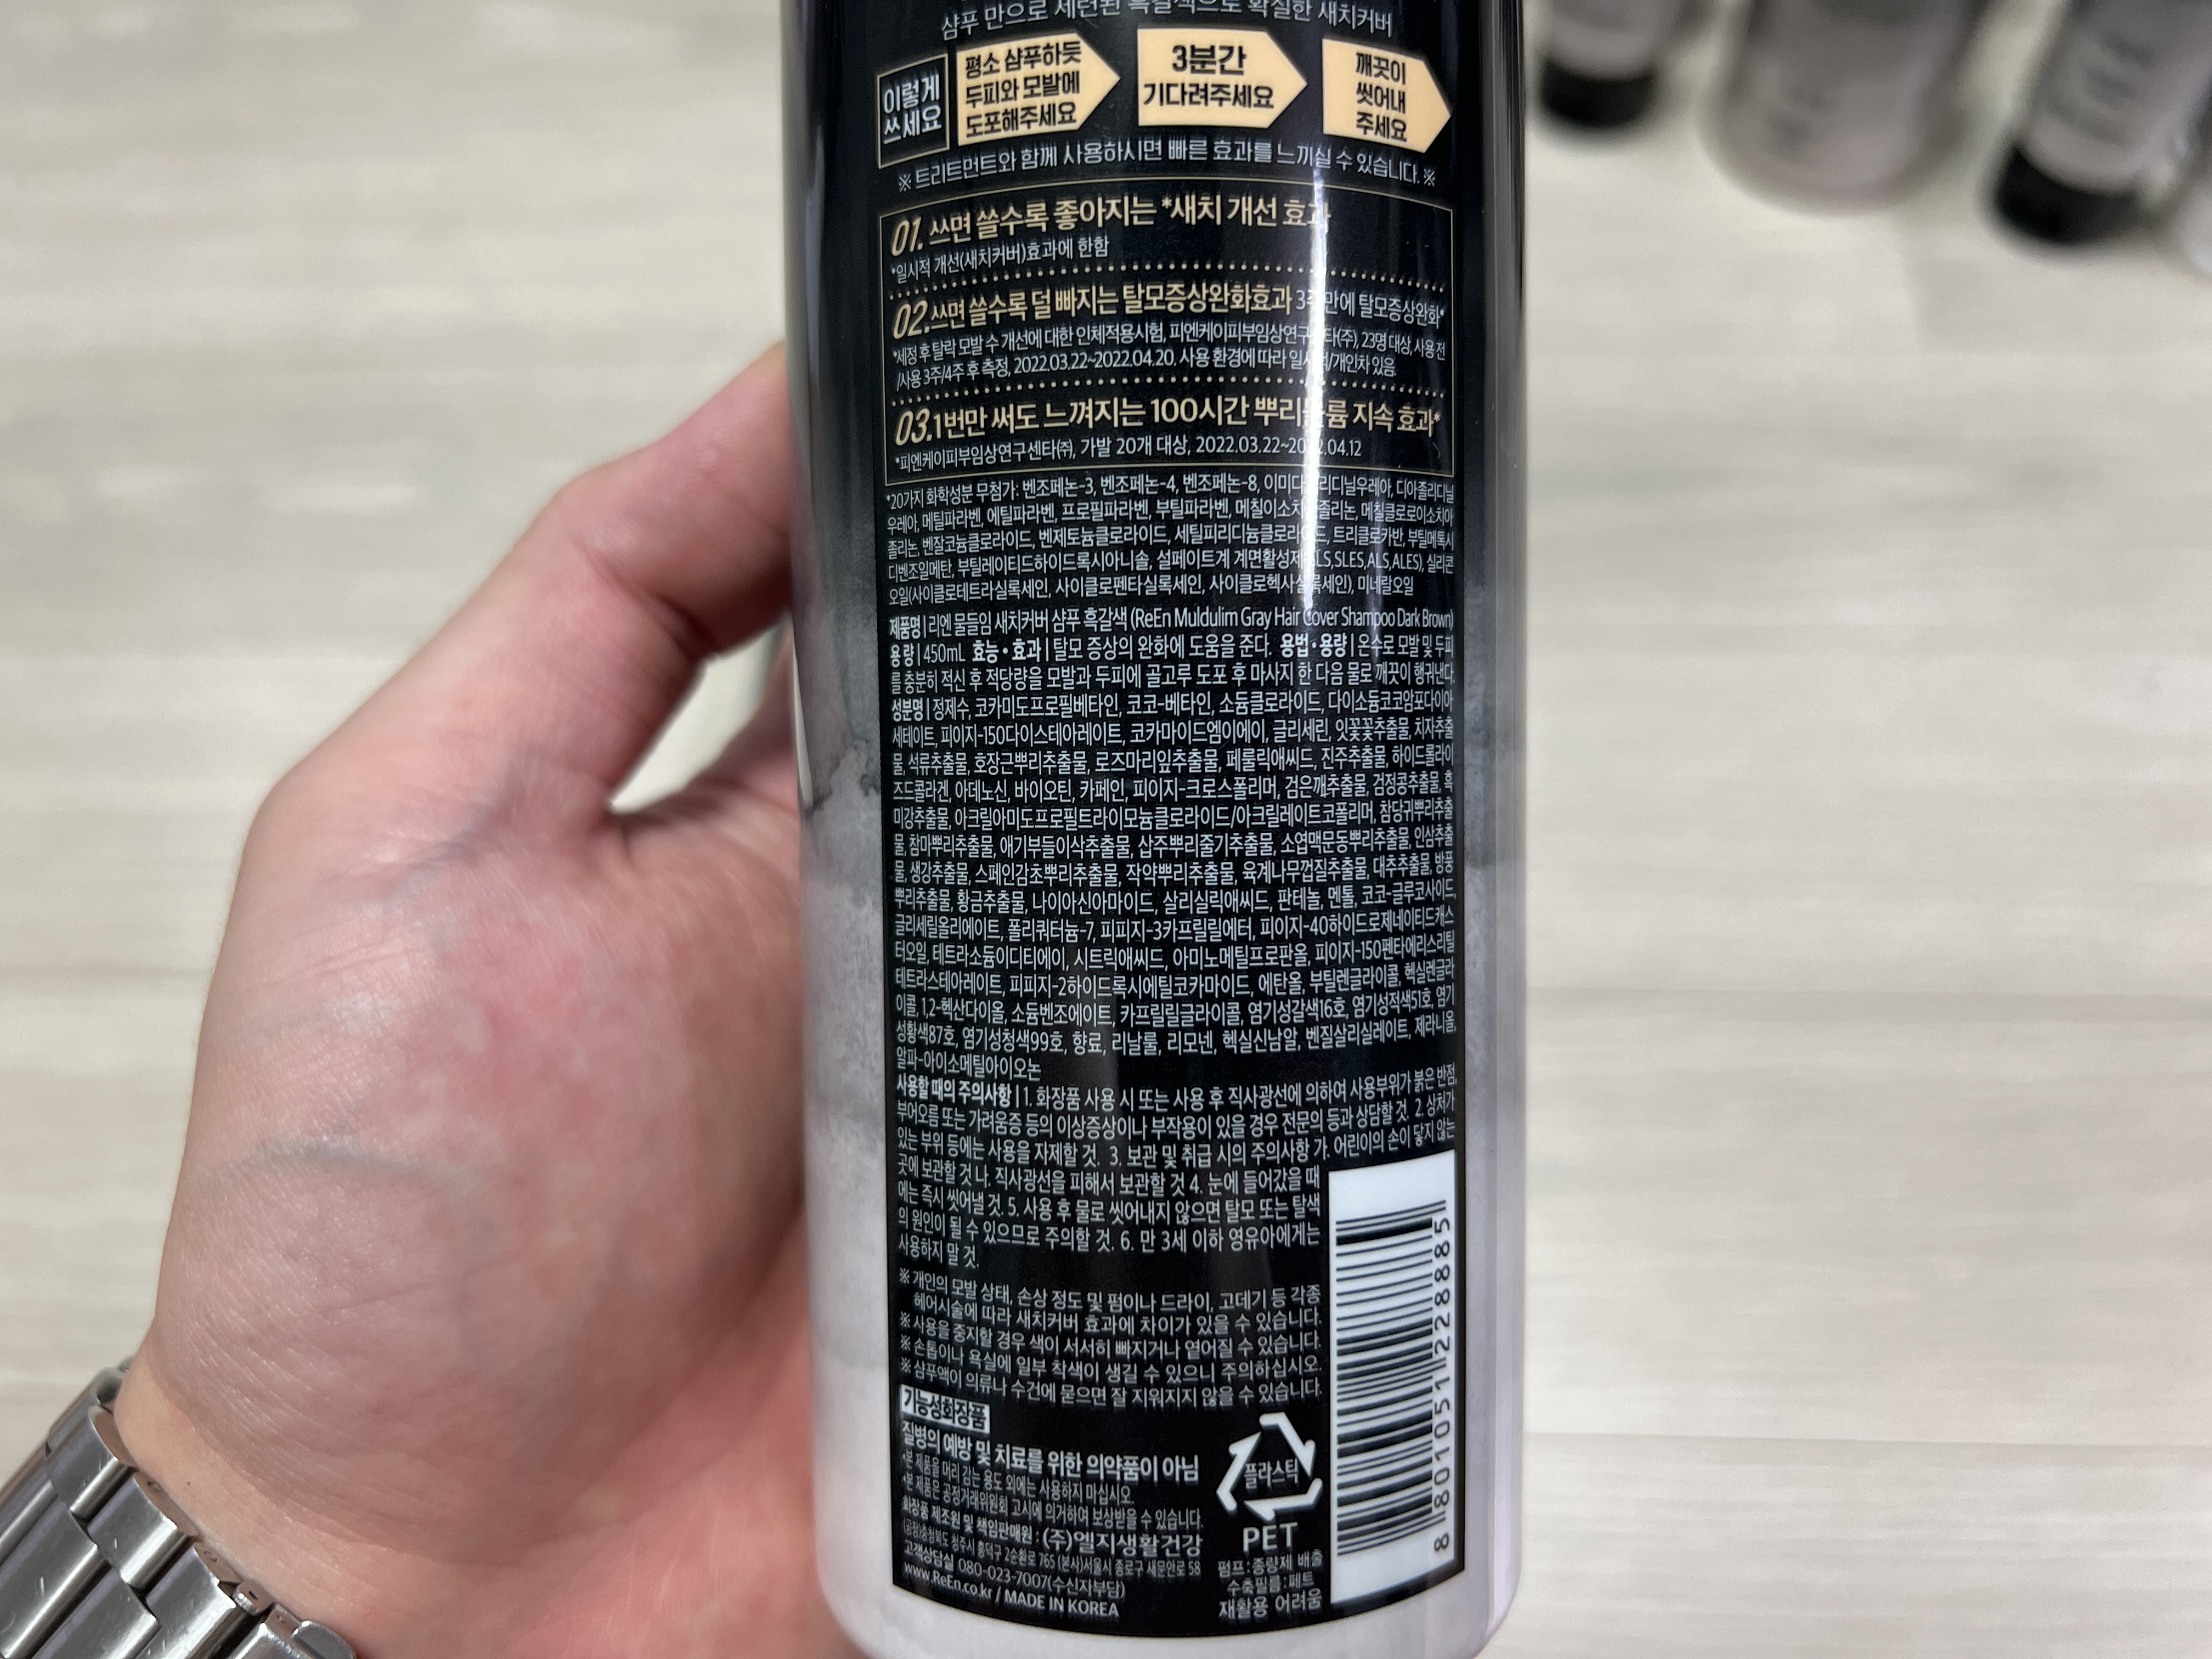 샴푸 만으로 세련된 흑갈색으로 확실한 새치커버
이렇게
쓰세요
평소 샴푸하듯
두피와 모발에
도포해주세요
3분간
기다려주세요
깨끗이
씻어내
주세요
※ 트리트먼트와 함께 사용하시면 빠른 효과를 느끼실 수 있습니다. ※
01. 쓰면 쓸수록 좋아지는 *새치 개선 효과
*일시적 개선(새치커버)효과에 한함
02. 쓰면 쓸수록 덜 빠지는 탈모증상완화효과 3주만에 탈모증상완화*
*세정 후 탈락 모발 수 개선에 대한 인체적용시험, 피엔케이피부임상연구센타(주), 23명 대상, 사용 전
/사용 3주/4주 후 측정, 2022.03.22~2022.04.20. 사용 환경에 따라 일시적/개인차 있음
03. 1번만 써도 느껴지는 100시간 뿌리볼륨 지속 효과*
*피엔케이피부임상연구센타㈜, 가발 20개 대상, 2022.03.22~2022.04.12
*20가지 화학성분 무첨가: 벤조페논-3, 벤조페논-4, 벤조페논-8, 이미다졸리디닐우레아, 디아졸리디닐
우레아, 메틸파라벤, 에틸파라벤, 프로필파라벤, 부틸파라벤, 메칠이소치아졸리논, 메칠클로로이소치아
졸리논, 벤잘코늄클로라이드, 벤제토늄클로라이드, 세틸피리디늄클로라이드, 트리클로카반, 부틸메톡시
디벤조일메탄, 부틸레이티드하이드록시아니솔, 설페이트계 계면활성제(SLS,SLES,ALS,ALES), 실리콘
오일(사이클로테트라실록세인, 사이클로펜타실록세인, 사이클로헥사실록세인), 미네랄오일
제품명 | 리엔 물들임 새치커버 샴푸 흑갈색 (ReEn Muldulim Gray Hair Cover Shampoo Dark Brown)
용량 | 450mL 효능•효과 | 탈모 증상의 완화에 도움을 준다. 용법•용량 | 온수로 모발 및 두피
를 충분히 적신 후 적당량을 모발과 두피에 골고루 도포 후 마사지 한 다음 물로 깨끗이 헹궈낸다.
성분명 | 정제수, 코카미도프로필베타인, 코코-베타인, 소듐클로라이드, 다이소듐코코암포다이아
세테이트, 피이지-150다이스테아레이트, 코카마이드엠이에이, 글리세린, 잇꽃꽃추출물, 치자추출
물, 석류추출물, 호장근뿌리추출물, 로즈마리잎추출물, 페룰릭애씨드, 진주추출물, 하이드롤라이
즈드콜라겐, 아데노신, 바이오틴, 카페인, 피이지-크로스폴리머, 검은깨추출물, 검정콩추출물, 흑
미강추출물, 아크릴아미도프로필트라이모늄클로라이드/아크릴레이트코폴리머, 참당귀뿌리추출
물, 참마뿌리추출물, 애기부들이삭추출물, 삽주뿌리줄기추출물, 소엽맥문동뿌리추출물, 인삼추출
물, 생강추출물, 스페인감초뿌리추출물, 작약뿌리추출물, 육계나무껍질추출물, 대추추출물, 방풍
뿌리추출물, 황금추출물, 나이아신아마이드, 살리실릭애씨드, 판테놀, 멘톨, 코코-글루코사이드,
글리세릴올리에이트, 폴리쿼터늄-7, 피피지-3카프릴릴에터, 피이지-40하이드로제네이티드캐스
터오일, 테트라소듐이디티에이, 시트릭애씨드, 아미노메틸프로판올, 피이지-150펜타에리스리틸
테트라스테아레이트, 피피지-2하이드록시에틸코카마이드, 에탄올, 부틸렌글라이콜, 헥실렌글라
이콜, 1,2-헥산다이올, 소듐벤조에이트, 카프릴릴글라이콜, 염기성갈색16호, 염기성적색51호, 염기
성황색87호, 염기성청색99호, 향료, 리날룰, 리모넨, 헥실신남알, 벤질살리실레이트, 제라니올,
알파-아이소메틸아이오논
사용할 때의 주의사항 | 1. 화장품 사용 시 또는 사용 후 직사광선에 의하여 사용부위가 붉은 반점,
부어오름 또는 가려움증 등의 이상증상이나 부작용이 있을 경우 전문의 등과 상담할 것 2. 상처가
있는 부위 등에는 사용을 자제할 것. 3. 보관 및 취급 시의 주의사항 가. 어린이의 손이 닿지 않는
곳에 보관할 것 나. 직사광선을 피해서 보관할 것 4. 눈에 들어갔을 때
에는 즉시 씻어낼 것. 5. 사용 후 물로 씻어내지 않으면 탈모 또는 탈색
의 원인이 될 수 있으므로 주의할 것. 6. 만 3세 이하 영유아에게는
사용하지 말 것.
※ 개인의 모발 상태, 손상 정도 및 펌이나 드라이, 고데기 등 각종
헤어시술에 따라 새치커버 효과에 차이가 있을 수 있습니다.
※ 사용을 중지할 경우 색이 서서히 빠지거나 옅어질 수 있습니다.
※ 손톱이나 욕실에 일부 착색이 생길 수 있으니 주의하십시오.
※ 샴푸액이 의류나 수건에 묻으면 잘 지워지지 않을 수 있습니다.
기능성화장품
질병의 예방 및 치료를 위한 의약품이 아님
*본 제품을 머리 감는 용도 외에는 사용하지 마십시오.
*본 제품은 공정거래위원회 고시에 의거하여 보상받을 수 있습니다.
화장품 제조원 및 책임판매원 : (주)엘지생활건강
(공장)충청북도 청주시 흥덕구 2순환로 765 (본사)서울시 종로구 새문안로 58
고객상담실 080-023-7007(수신자부담)
www.ReEn.co.kr / MADE IN KOREA
플라스틱
PET
펌프:종량제 배출
수축필름:페트
재활용 어려움
8 801051 228885